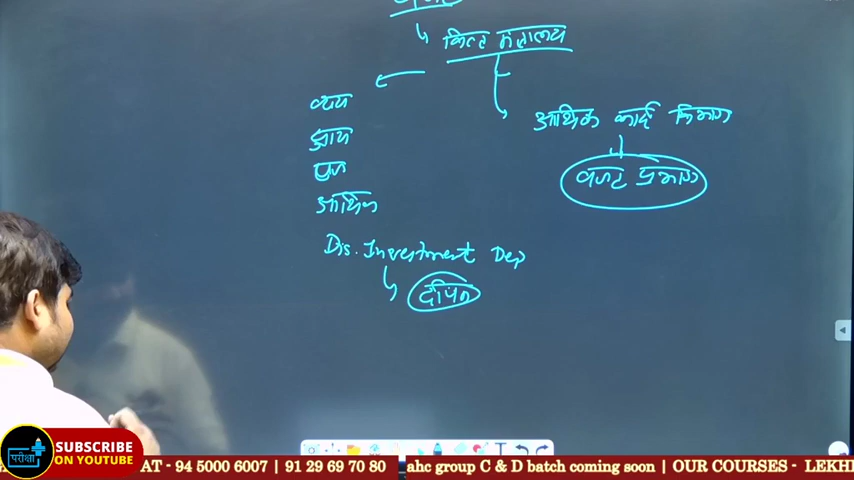 वित्त मंत्रालय
व्यय
आय
आर्थिक
Dis. Investment Dep
दीपम
आर्थिक कार्य विभाग
बजट प्रभाग
परीक्षा
SUBSCRIBE
ON YOUTUBE
AT - 94 5000 6007 | 91 29 69 70 80 ahc group C & D batch coming soon | OUR COURSES - LEKH